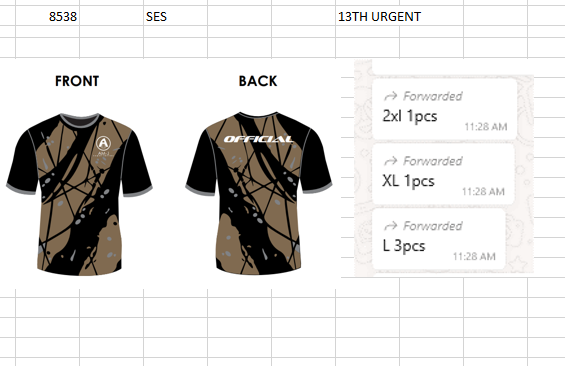 8538 SES 13TH URGENT
FRONT BACK
A
OFFICIAL
Forwarded
2xl 1pcs
11:28 AM
Forwarded
XL 1pcs
11:28 AM
Forwarded
L 3pcs
11:28 AM